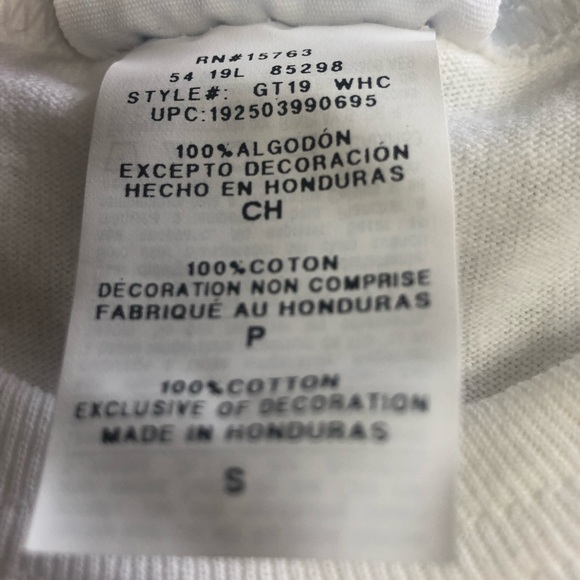 RN#15763
54 19L 85298
STYLE#: GT19 WHC
UPC:192503990695
100%ALGODÓN
EXCEPTO DECORACIÓN
HECHO EN HONDURAS
CH
100%COTON
DÉCORATION NON COMPRISE
FABRIQUÉ AU HONDURAS
P
100%COTTON
EXCLUSIVE OF DECORATION
MADE IN HONDURAS
S